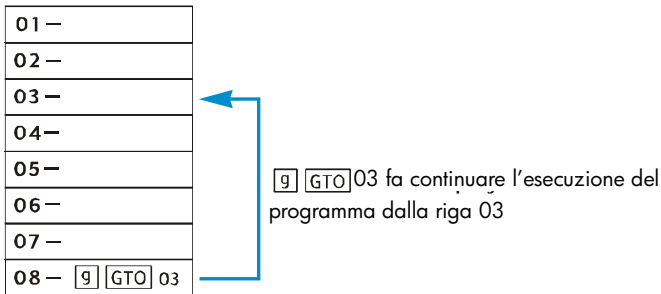 01–
02–
03–
04–
05–
06–
07–
08– g GTO 03
g GTO 03 fa continuare l’esecuzione del
programma dalla riga 03